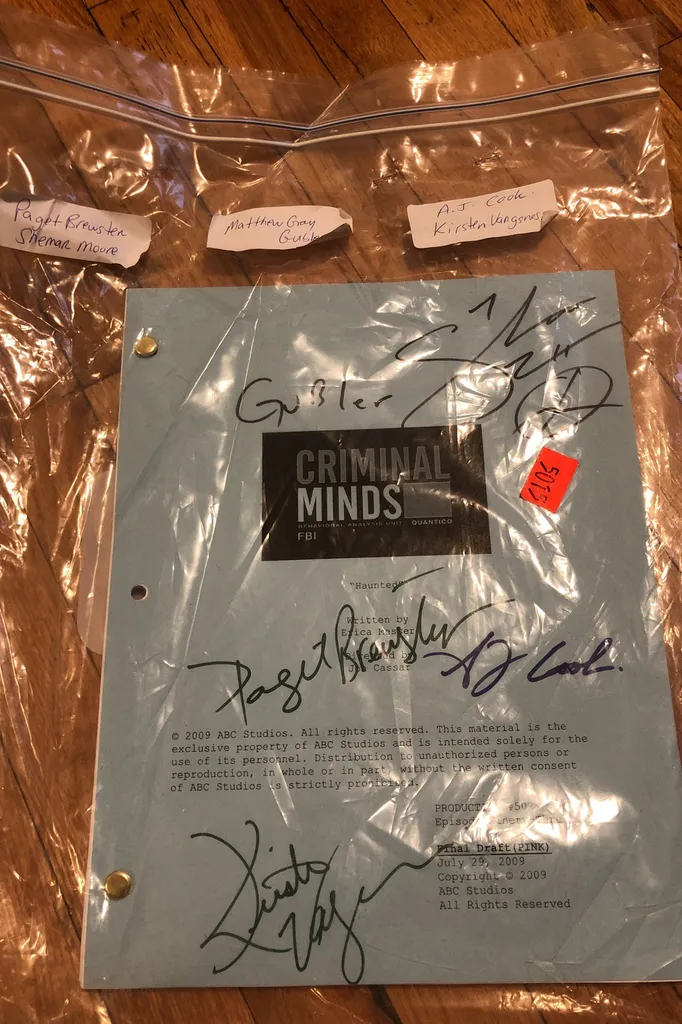 Paget Brewster
Shemar Moore
Matthew Gray
Gubler
A.J. Cook
Kirsten Vangsness
Gubler
CRIMINAL
MINDS
BEHAVIORAL ANALYSIS UNIT QUANTICO
FBI
"Haunted"
Written by
Erica Messer
by
Cassar
Paget Brewster
AJ Cook.
© 2009 ABC Studios. All rights reserved. This material is the
exclusive property of ABC Studios and is intended solely for the
use of its personnel. Distribution to unauthorized persons or
reproduction, in whole or in part, without the written consent
of ABC Studios is strictly prohibited.
Final Draft(PINK)
July 29, 2009
Copyright © 2009
ABC Studios
All Rights Reserved